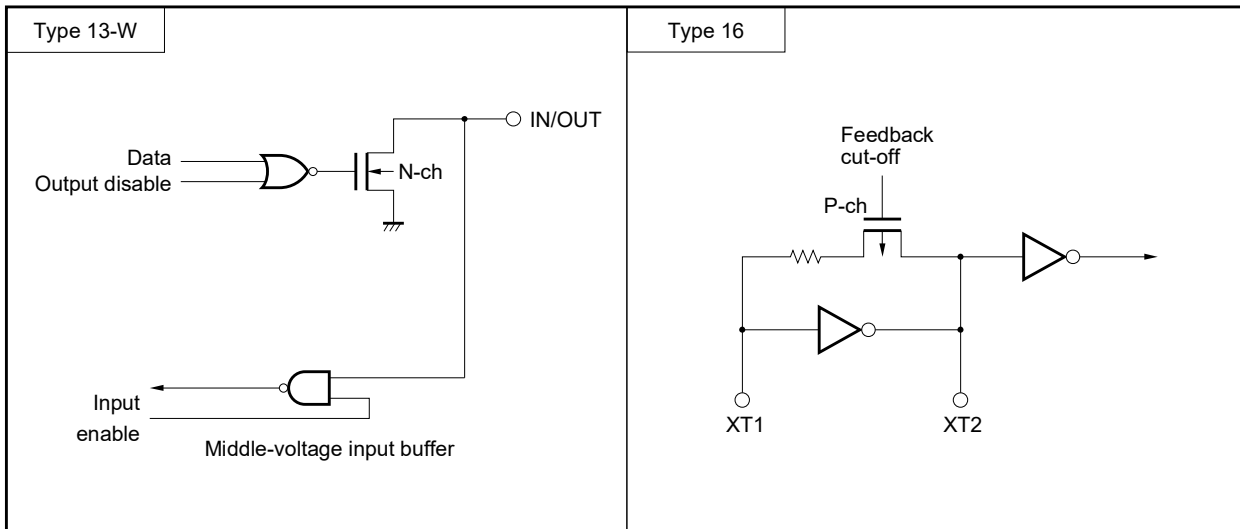 Type 13-W
IN/OUT
Data
Output disable
N-ch
Input
enable
Middle-voltage input buffer
Type 16
Feedback
cut-off
P-ch
XT1
XT2